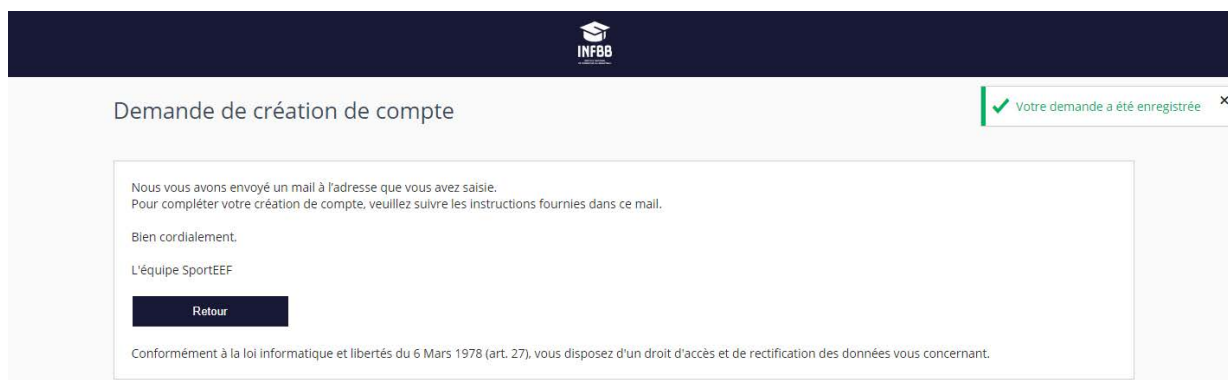 INFBB
Demande de création de compte
Votre demande a été enregistrée
Nous vous avons envoyé un mail à l'adresse que vous avez saisie.
Pour compléter votre création de compte, veuillez suivre les instructions fournies dans ce mail.
Bien cordialement.
L'équipe SportEEF
Retour
Conformément à la loi informatique et libertés du 6 Mars 1978 (art. 27), vous disposez d'un droit d'accès et de rectification des données vous concernant.